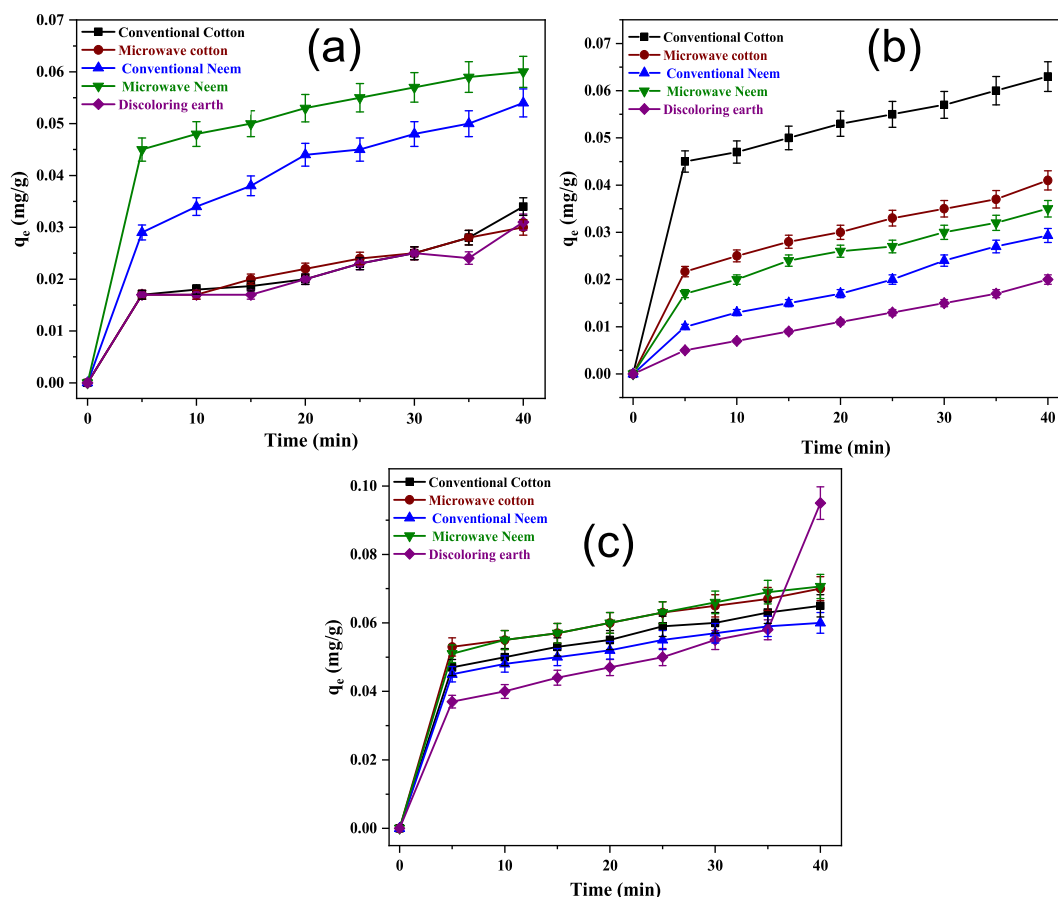 (a)
Conventional Cotton
Microwave cotton
Conventional Neem
Microwave Neem
Discoloring earth
0.07
0.06
0.05
0.04
0.03
0.02
0.01
0.00
qe (mg/g)
0
10
20
30
40
Time (min)
(b)
Conventional Cotton
Microwave cotton
Conventional Neem
Microwave Neem
Discoloring earth
0.07
0.06
0.05
0.04
0.03
0.02
0.01
0.00
qe (mg/g)
0
10
20
30
40
Time (min)
(c)
Conventional Cotton
Microwave cotton
Conventional Neem
Microwave Neem
Discoloring earth
0.10
0.08
0.06
0.04
0.02
0.00
qe (mg/g)
0
10
20
30
40
Time (min)